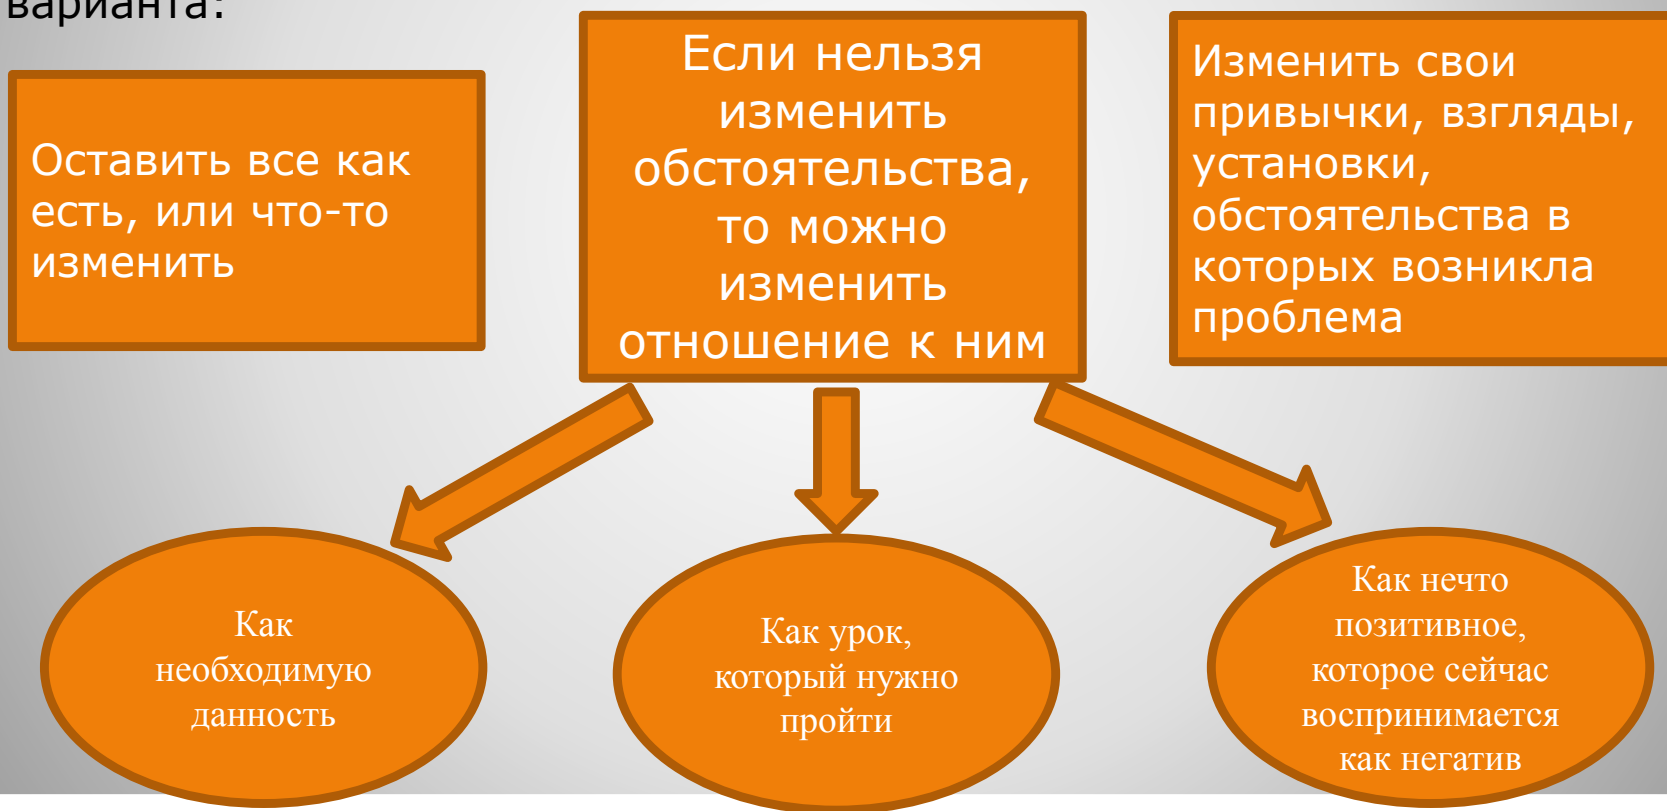 варианта:
Оставить все как
есть, или что-то
изменить
Если нельзя
изменить
обстоятельства,
то можно
изменить
отношение к ним
Изменить свои
привычки, взгляды,
установки,
обстоятельства в
которых возникла
проблема
Как
необходимую
данность
Как урок,
который нужно
пройти
Как нечто
позитивное,
которое сейчас
воспринимается
как негатив